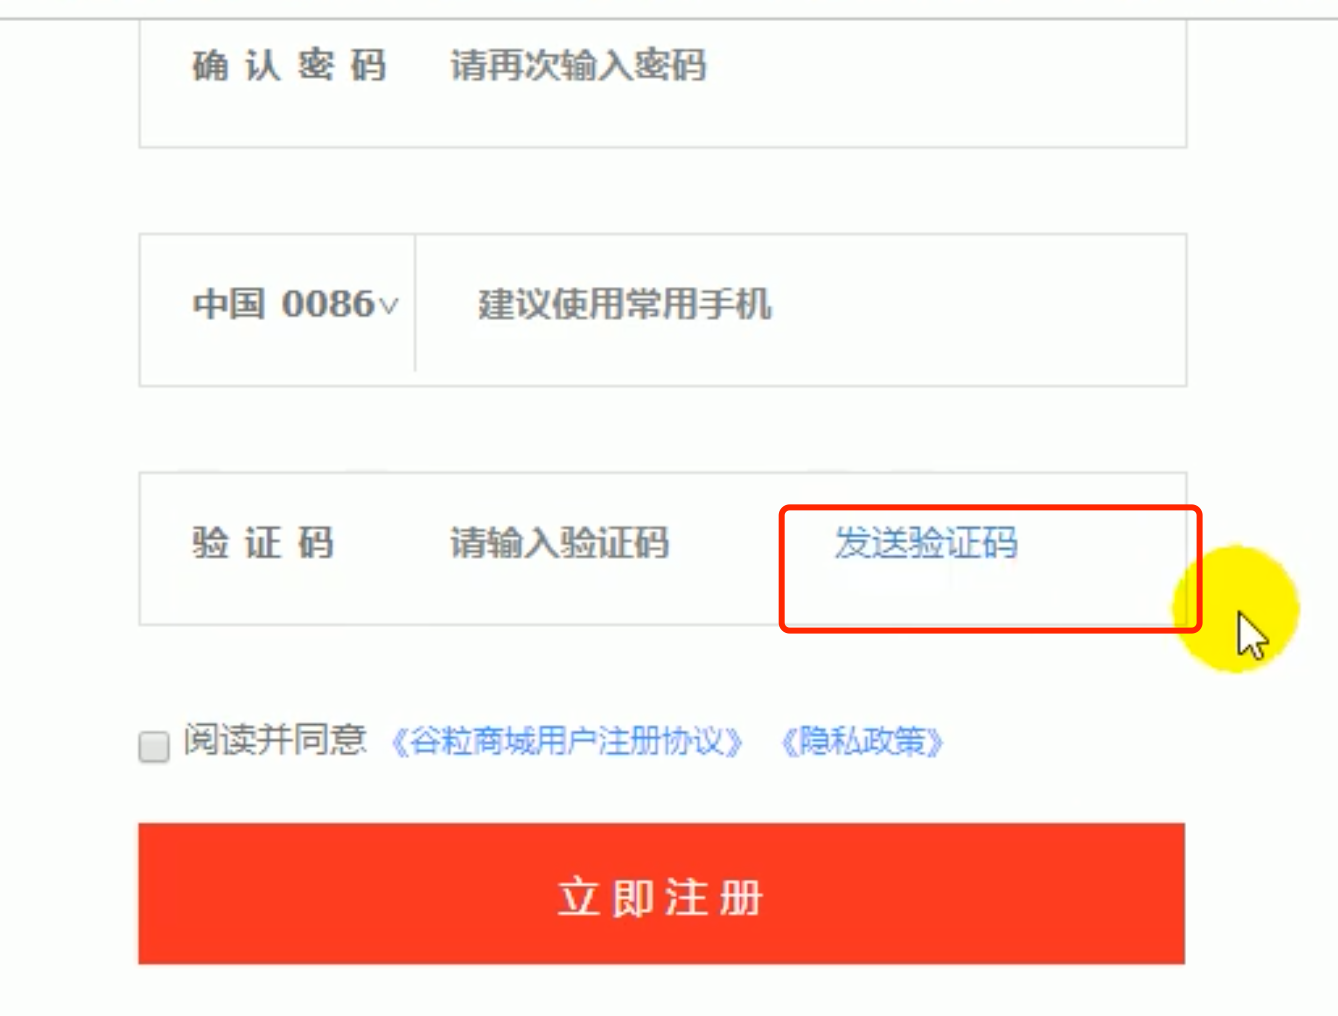 确 认 密 码 请再次输入密码
中国 0086∨ 建议使用常用手机
验 证 码 请输入验证码 发送验证码
阅读并同意 《谷粒商城用户注册协议》 《隐私政策》
立 即 注 册